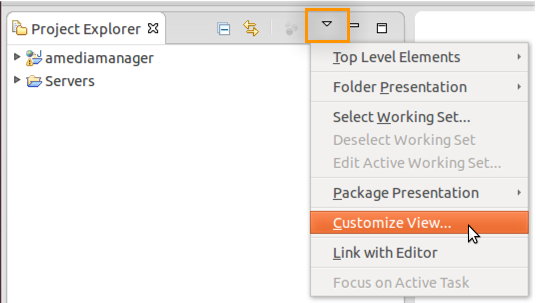 Project Explorer
amediamanager
Servers
Top Level Elements
Folder Presentation
Select Working Set...
Deselect Working Set
Edit Active Working Set...
Package Presentation
Customize View...
Link with Editor
Focus on Active Task